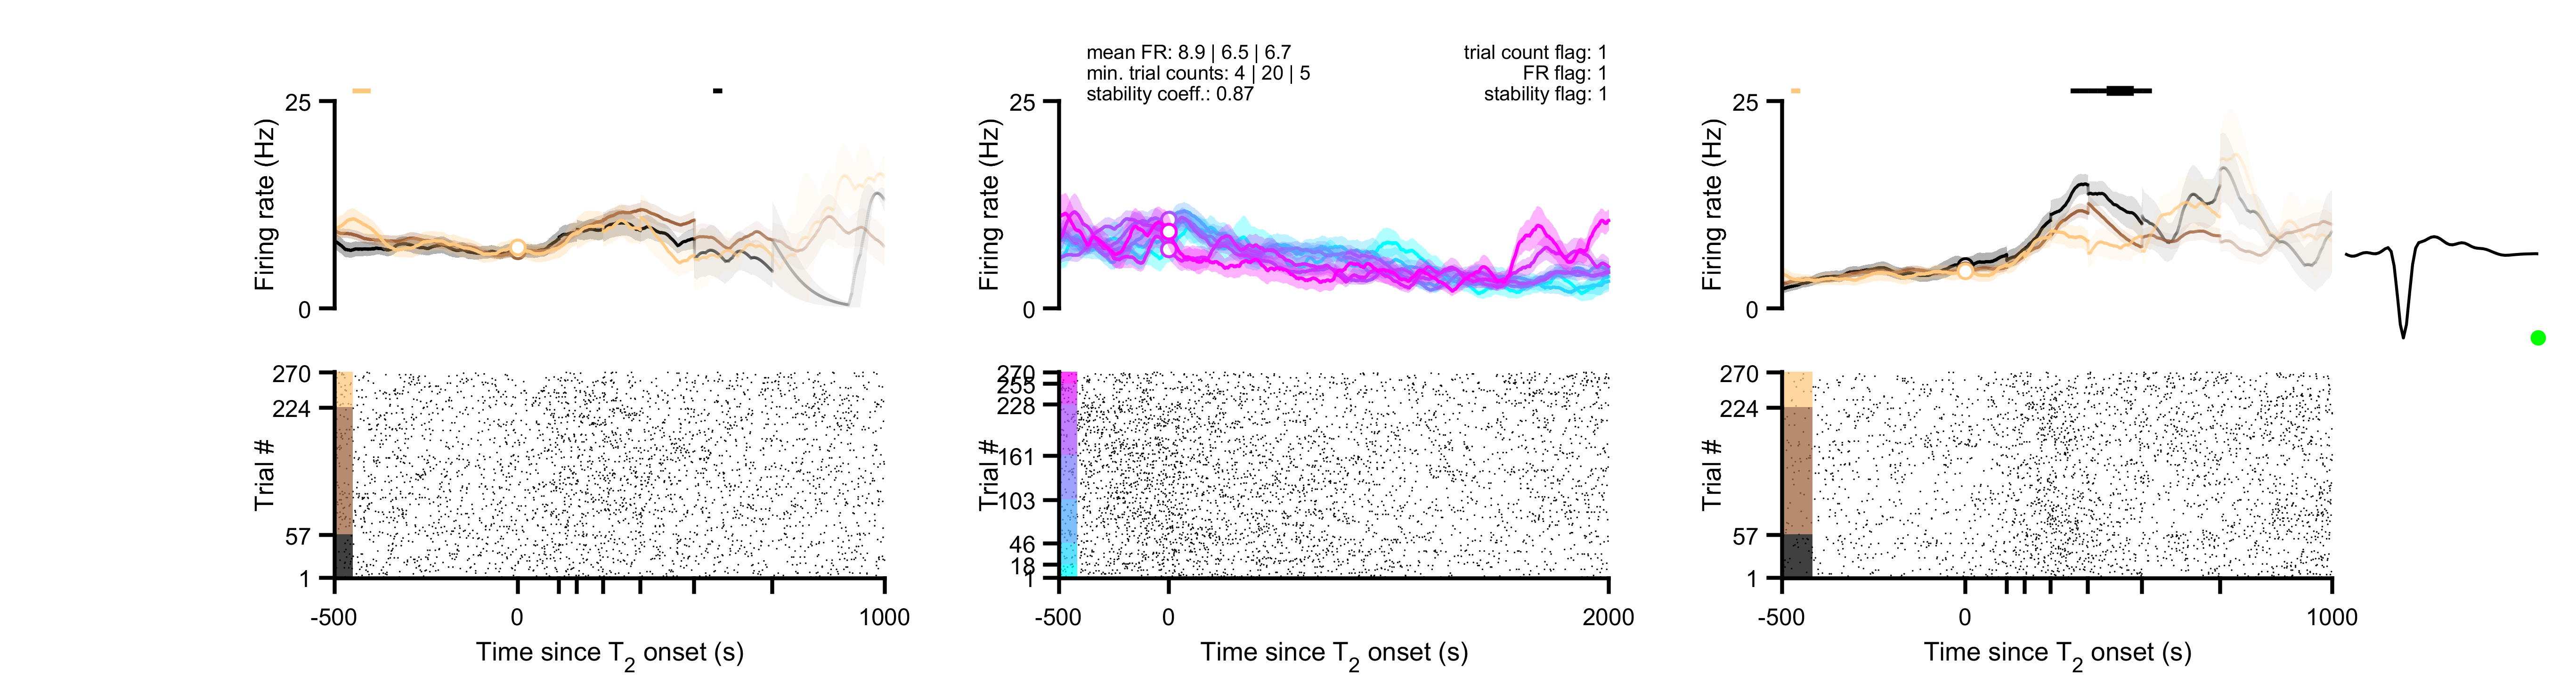 mean FR: 8.9 | 6.5 | 6.7
min. trial counts: 4 | 20 | 5
stability coeff.: 0.87
trial count flag: 1
FR flag: 1
stability flag: 1
25
Firing rate (Hz)
0
270
224
Trial #
57
1
-500
0
1000
Time since T2 onset (s)
25
Firing rate (Hz)
0
270
255
228
Trial #
161
103
46
18
1
-500
0
2000
Time since T2 onset (s)
25
Firing rate (Hz)
0
270
224
Trial #
57
1
-500
0
1000
Time since T2 onset (s)